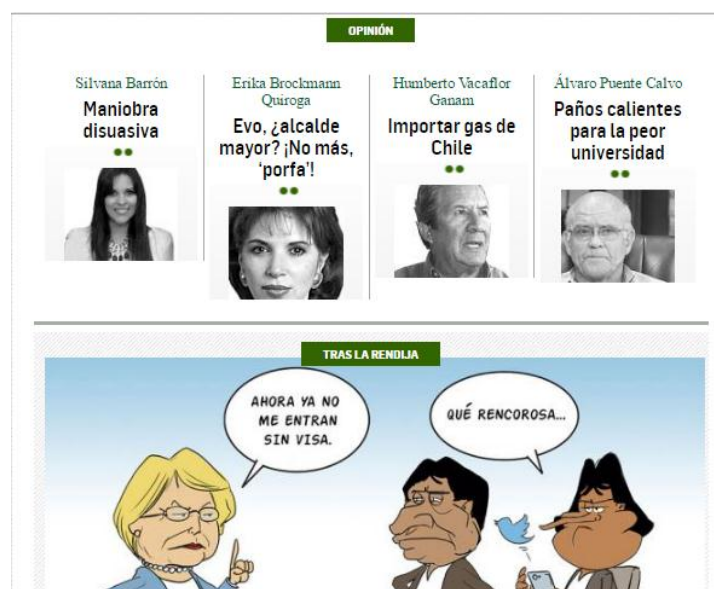 OPINIÓN
Silvana Barrón
Maniobra
disuasiva
Erika Brockmann
Quiroga
Evo, ¿alcalde
mayor? ¡No más,
‘porfa’!
Humberto Vacaflor
Ganam
Importar gas de
Chile
Álvaro Puente Calvo
Paños calientes
para la peor
universidad
TRAS LA RENDIJA
AHORA YA NO
ME ENTRAN
SIN VISA.
QUÉ RENCOROSA...